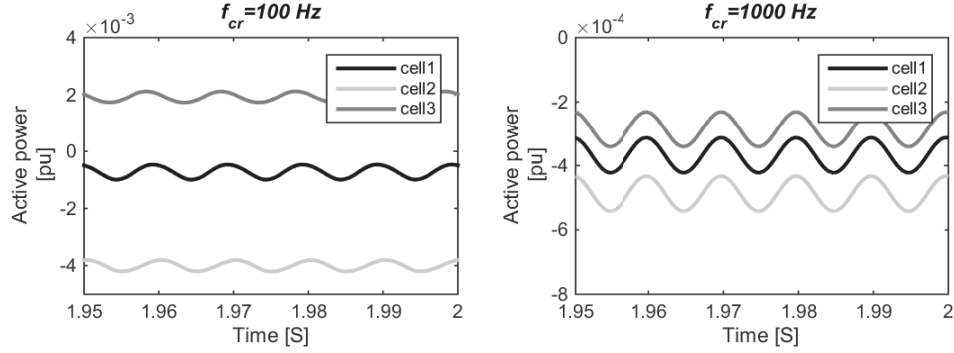 f_cr=100 Hz
×10^-3
4
2
0
-2
-4
Active power
[pu]
cell1
cell2
cell3
1.95
1.96
1.97
1.98
1.99
2
Time [S]
f_cr=1000 Hz
×10^-4
0
-2
-4
-6
-8
Active power
[pu]
cell1
cell2
cell3
1.95
1.96
1.97
1.98
1.99
2
Time [S]